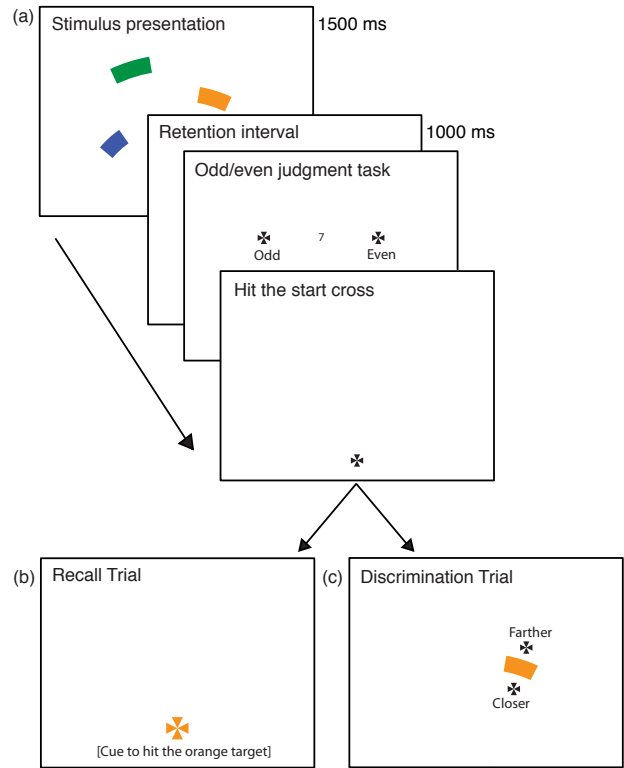 (a)
Stimulus presentation
1500 ms
Retention interval
1000 ms
Odd/even judgment task
7
Odd
Even
Hit the start cross
(b)
Recall Trial
[Cue to hit the orange target]
(c)
Discrimination Trial
Farther
Closer